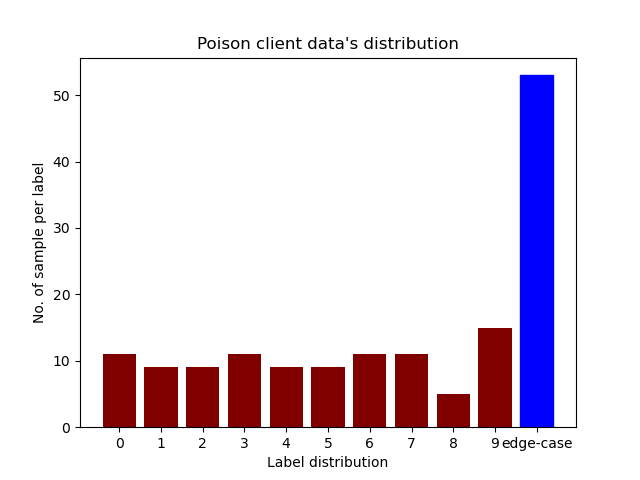 Poison client data's distribution
No. of sample per label
50
40
30
20
10
0
0 1 2 3 4 5 6 7 8 9 edge-case
Label distribution